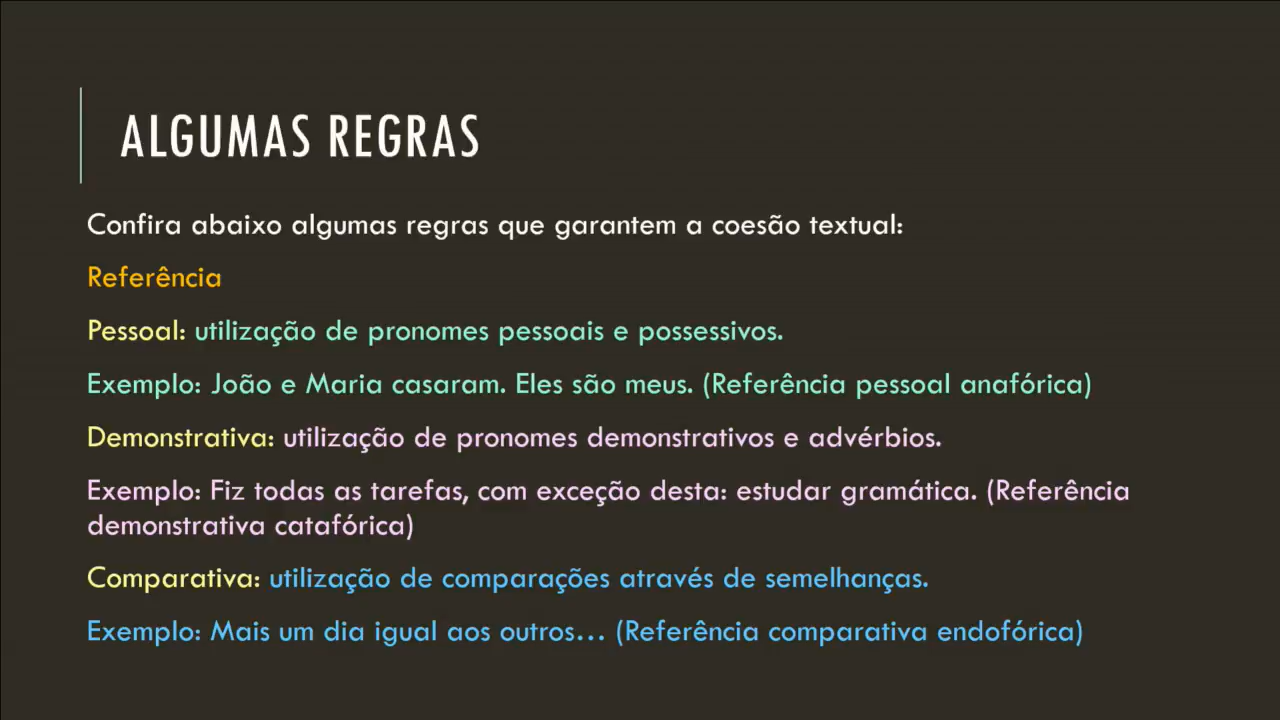 ALGUMAS REGRAS
Confira abaixo algumas regras que garantem a coesão textual:
Referência
Pessoal: utilização de pronomes pessoais e possessivos.
Exemplo: João e Maria casaram. Eles são meus. (Referência pessoal anafórica)
Demonstrativa: utilização de pronomes demonstrativos e advérbios.
Exemplo: Fiz todas as tarefas, com exceção desta: estudar gramática. (Referência
demonstrativa catafórica)
Comparativa: utilização de comparações através de semelhanças.
Exemplo: Mais um dia igual aos outros… (Referência comparativa endofórica)